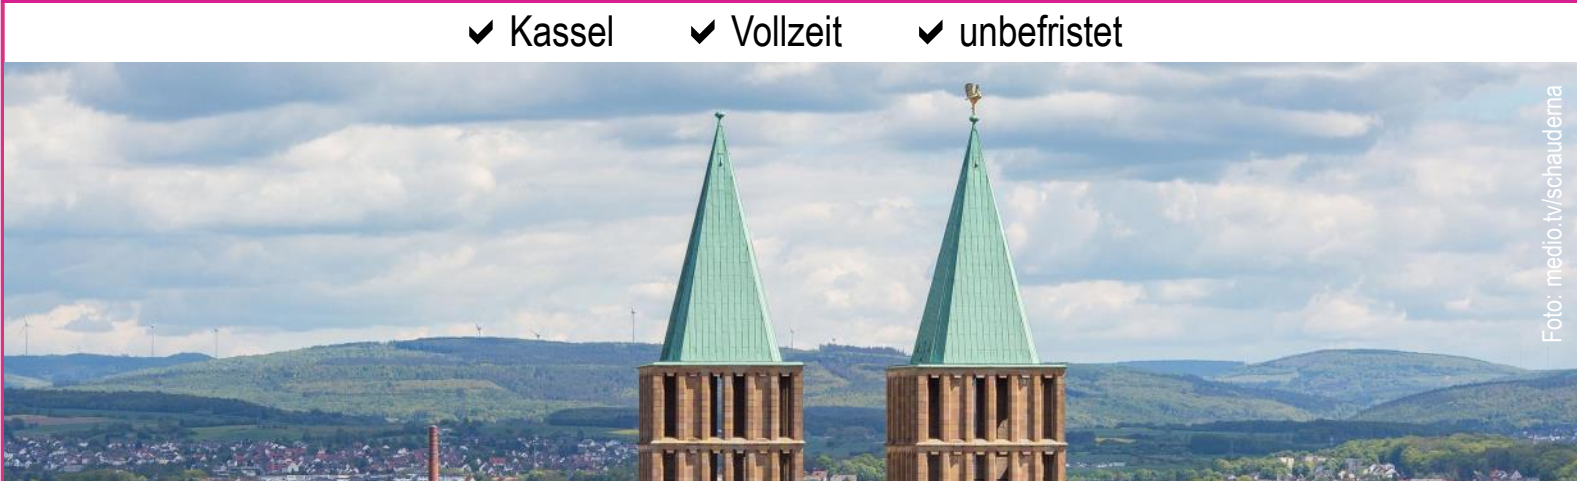 ✔ Kassel ✔ Vollzeit ✔ unbefristet
Foto: medio.tv/schauderna